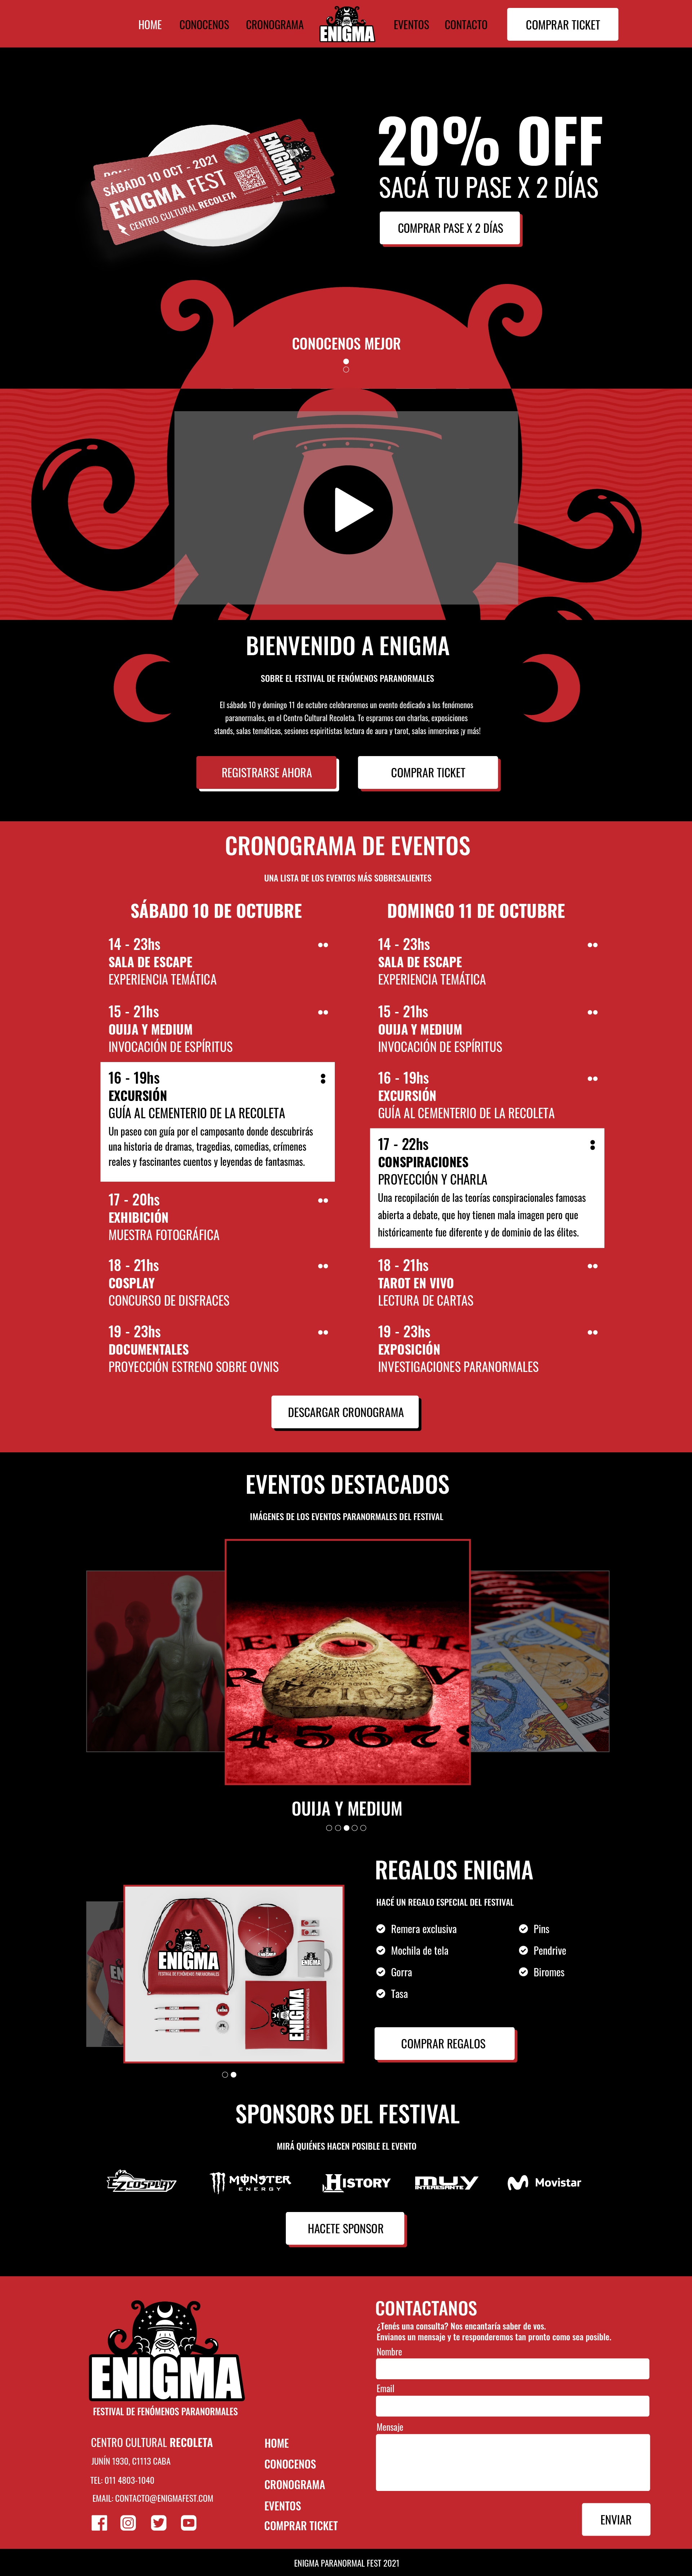 HOME CONOCENOS CRONOGRAMA ENIGMA EVENTOS CONTACTO COMPRAR TICKET
20% OFF
SACÁ TU PASE X 2 DÍAS
COMPRAR PASE X 2 DÍAS
SÁBADO 10 OCT - 2021
ENIGMA FEST
CENTRO CULTURAL RECOLETA
ENIGMA
CONOCENOS MEJOR
BIENVENIDO A ENIGMA
SOBRE EL FESTIVAL DE FENÓMENOS PARANORMALES
El sábado 10 y domingo 11 de octubre celebraremos un evento dedicado a los fenómenos
paranormales, en el Centro Cultural Recoleta. Te espramos con charlas, exposiciones
stands, salas temáticas, sesiones espiritistas lectura de aura y tarot, salas inmersivas ¡y más!
REGISTRARSE AHORA COMPRAR TICKET
CRONOGRAMA DE EVENTOS
UNA LISTA DE LOS EVENTOS MÁS SOBRESALIENTES
SÁBADO 10 DE OCTUBRE
14 - 23hs
SALA DE ESCAPE
EXPERIENCIA TEMÁTICA
15 - 21hs
OUIJA Y MEDIUM
INVOCACIÓN DE ESPÍRITUS
16 - 19hs
EXCURSIÓN
GUÍA AL CEMENTERIO DE LA RECOLETA
Un paseo con guía por el camposanto donde descubrirás
una historia de dramas, tragedias, comedias, crímenes
reales y fascinantes cuentos y leyendas de fantasmas.
17 - 20hs
EXHIBICIÓN
MUESTRA FOTOGRÁFICA
18 - 21hs
COSPLAY
CONCURSO DE DISFRACES
19 - 23hs
DOCUMENTALES
PROYECCIÓN ESTRENO SOBRE OVNIS
DOMINGO 11 DE OCTUBRE
14 - 23hs
SALA DE ESCAPE
EXPERIENCIA TEMÁTICA
15 - 21hs
OUIJA Y MEDIUM
INVOCACIÓN DE ESPÍRITUS
16 - 19hs
EXCURSIÓN
GUÍA AL CEMENTERIO DE LA RECOLETA
17 - 22hs
CONSPIRACIONES
PROYECCIÓN Y CHARLA
Una recopilación de las teorías conspiracionales famosas
abierta a debate, que hoy tienen mala imagen pero que
históricamente fue diferente y de dominio de las élites.
18 - 21hs
TAROT EN VIVO
LECTURA DE CARTAS
19 - 23hs
EXPOSICIÓN
INVESTIGACIONES PARANORMALES
DESCARGAR CRONOGRAMA
EVENTOS DESTACADOS
IMÁGENES DE LOS EVENTOS PARANORMALES DEL FESTIVAL
4 5 6 7 8
OUIJA Y MEDIUM
ENIGMA
FESTIVAL DE FENÓMENOS PARANORMALES
ENIGMA
REGALOS ENIGMA
HACÉ UN REGALO ESPECIAL DEL FESTIVAL
Remera exclusiva
Mochila de tela
Gorra
Tasa
Pins
Pendrive
Biromes
COMPRAR REGALOS
SPONSORS DEL FESTIVAL
MIRÁ QUIÉNES HACEN POSIBLE EL EVENTO
EZCOSPLAY
MONSTER
ENERGY
HISTORY
MUY
INTERESANTE
Movistar
HACETE SPONSOR
ENIGMA
FESTIVAL DE FENÓMENOS PARANORMALES
CENTRO CULTURAL RECOLETA
JUNÍN 1930, C1113 CABA
TEL: 011 4803-1040
EMAIL: CONTACTO@ENIGMAFEST.COM
HOME
CONOCENOS
CRONOGRAMA
EVENTOS
COMPRAR TICKET
CONTACTANOS
¿Tenés una consulta? Nos encantaría saber de vos.
Envianos un mensaje y te responderemos tan pronto como sea posible.
Nombre
Email
Mensaje
ENVIAR
ENIGMA PARANORMAL FEST 2021